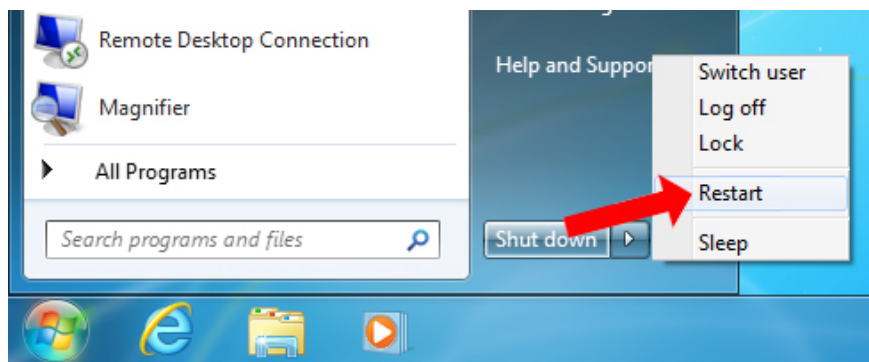 Remote Desktop Connection
Magnifier
All Programs
Search programs and files
Help and Suppor
Shut down
Switch user
Log off
Lock
Restart
Sleep